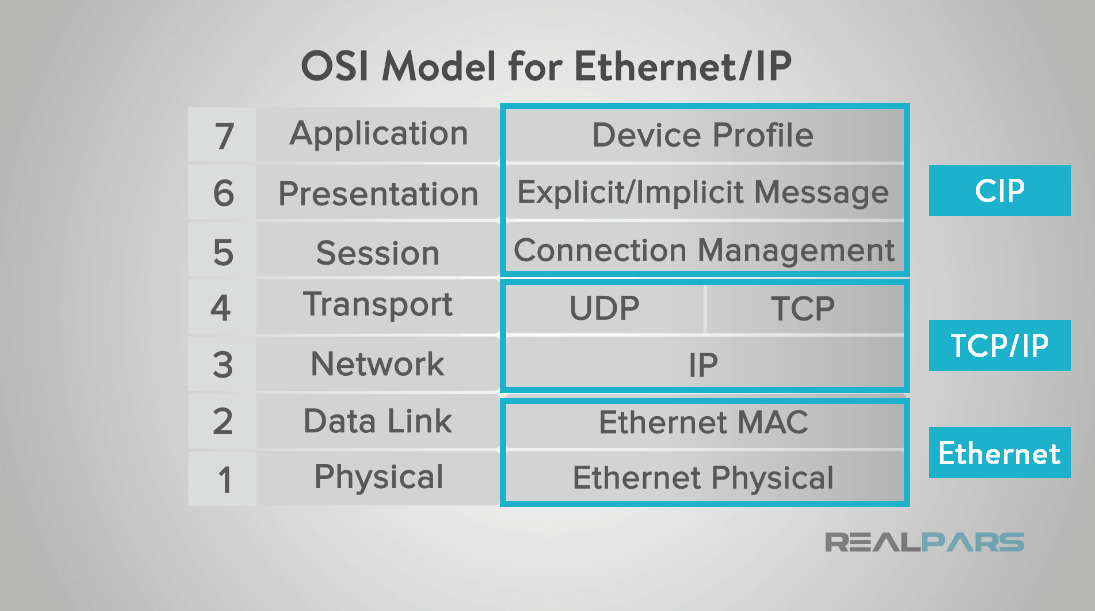 OSI Model for Ethernet/IP
7 Application Device Profile
6 Presentation Explicit/Implicit Message CIP
5 Session Connection Management
4 Transport UDP TCP
3 Network IP TCP/IP
2 Data Link Ethernet MAC
1 Physical Ethernet Physical
Ethernet
REALPARS